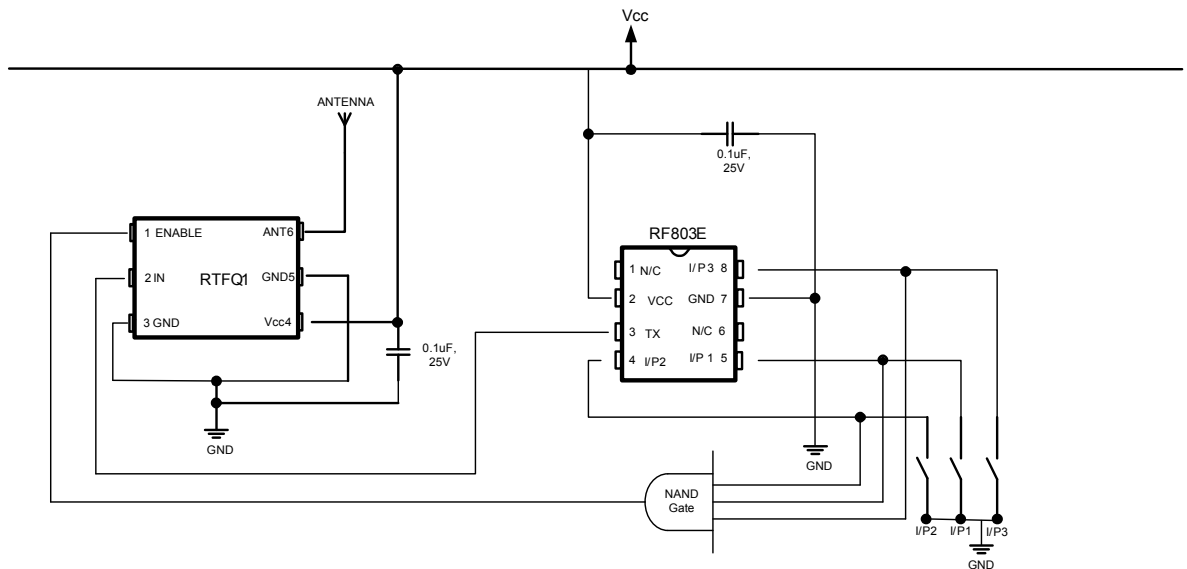 Vcc
ANTENNA
0.1uF,
25V
RF803E
1 ENABLE
ANT6
2 IN
RTFQ1
GND5
3 GND
Vcc4
1 N/C
I/P3 8
2 VCC
GND 7
3 TX
N/C 6
4 I/P2
I/P1 5
0.1uF,
25V
GND
GND
NAND
Gate
I/P2
I/P1
I/P3
GND